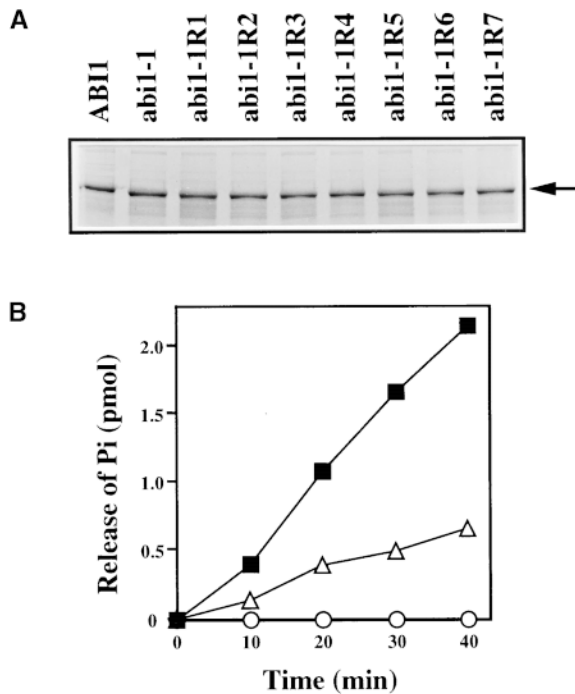 A
ABI1
abi1-1
abi1-1R1
abi1-1R2
abi1-1R3
abi1-1R4
abi1-1R5
abi1-1R6
abi1-1R7
B
Release of Pi (pmol)
2.0
1.5
1.0
0.5
0
0
10
20
30
40
Time (min)